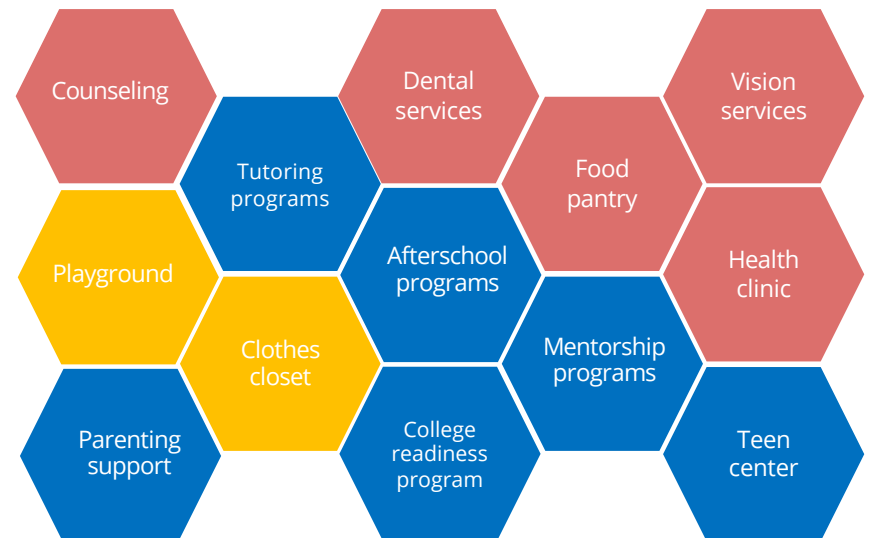 Counseling
Dental
services
Vision
services
Tutoring
programs
Food
pantry
Playground
Afterschool
programs
Health
clinic
Clothes
closet
Mentorship
programs
Parenting
support
College
readiness
program
Teen
center